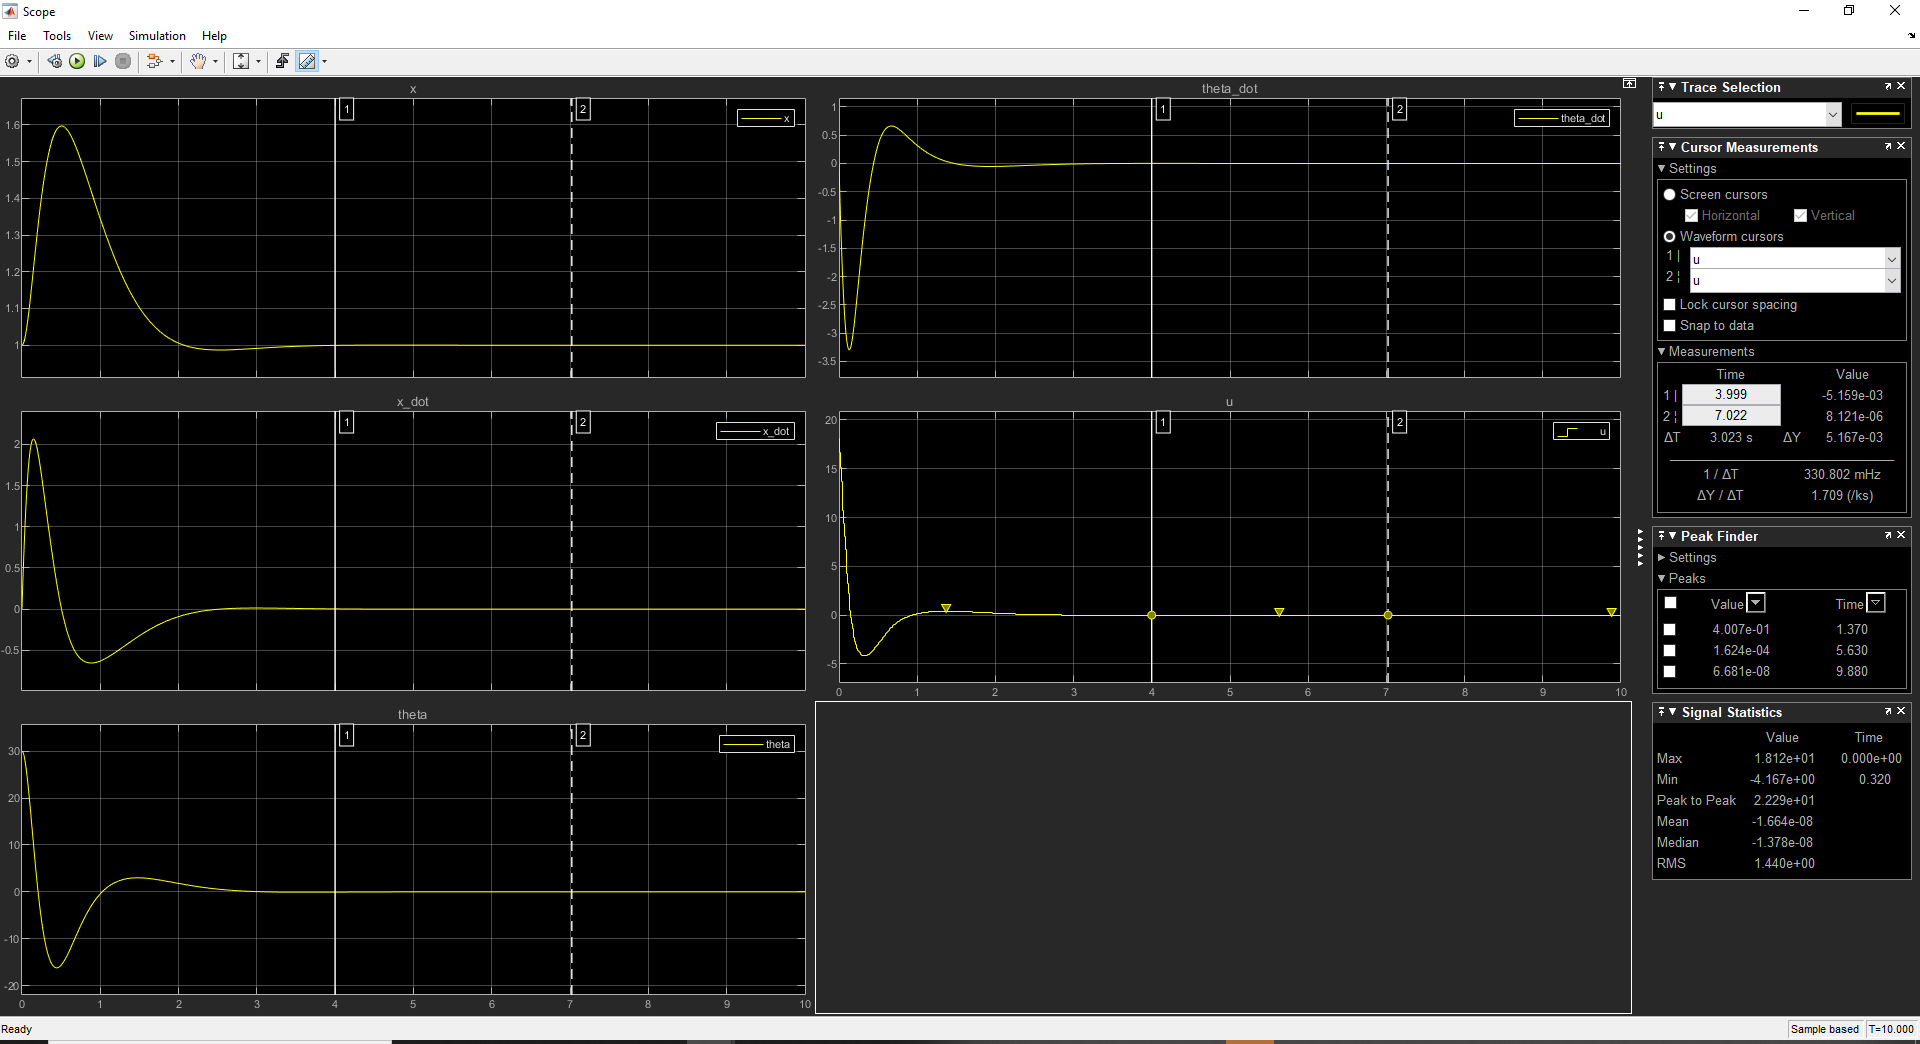 Scope
File Tools View Simulation Help
x
1.6
1.5
1.4
1.3
1.2
1.1
1
1
2
x
x_dot
2
1.5
1
0.5
0
-0.5
1
2
x_dot
theta
30
20
10
0
-10
-20
1
2
theta
0 1 2 3 4 5 6 7 8 9 10
theta_dot
1
0.5
0
-0.5
-1
-1.5
-2
-2.5
-3
-3.5
1
2
theta_dot
u
20
15
10
5
0
-5
1
2
u
0 1 2 3 4 5 6 7 8 9 10
Trace Selection
u
Cursor Measurements
Settings
Screen cursors
Horizontal Vertical
Waveform cursors
1 | u
2 ¦ u
Lock cursor spacing
Snap to data
Measurements
Time Value
1 | 3.999 -5.159e-03
2 ¦ 7.022 8.121e-06
ΔT 3.023 s ΔY 5.167e-03
1 / ΔT 330.802 mHz
ΔY / ΔT 1.709 (/ks)
Peak Finder
Settings
Peaks
Value Time
4.007e-01 1.370
1.624e-04 5.630
6.681e-08 9.880
Signal Statistics
Value Time
Max 1.812e+01 0.000e+00
Min -4.167e+00 0.320
Peak to Peak 2.229e+01
Mean -1.664e-08
Median -1.378e-08
RMS 1.440e+00
Ready
Sample based T=10.000